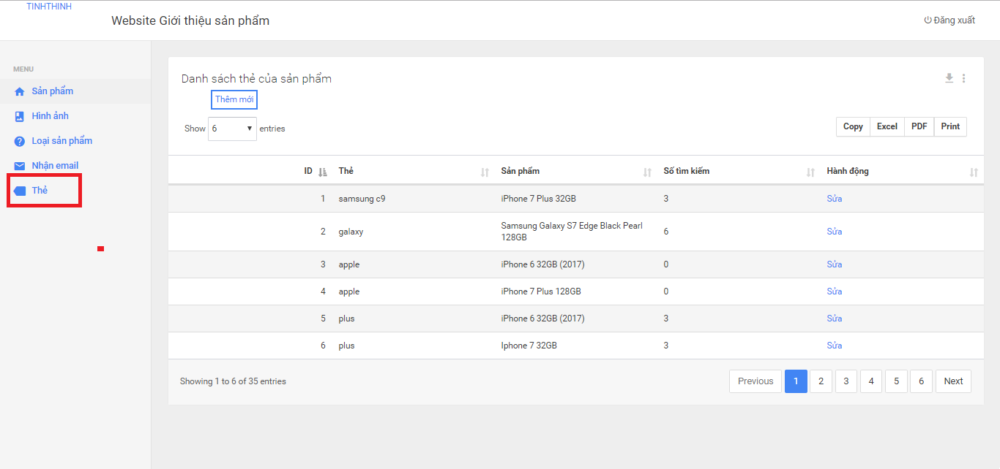 TINHTHINH
Website Giới thiệu sản phẩm
Đăng xuất
MENU
Sản phẩm
Hình ảnh
Loại sản phẩm
Nhận email
Thẻ
Danh sách thẻ của sản phẩm
Thêm mới
Show 6 entries
Copy Excel PDF Print
ID Thẻ Sản phẩm Số tìm kiếm Hành động
1 samsung c9 iPhone 7 Plus 32GB 3 Sửa
2 galaxy Samsung Galaxy S7 Edge Black Pearl 128GB 6 Sửa
3 apple iPhone 6 32GB (2017) 0 Sửa
4 apple iPhone 7 Plus 128GB 0 Sửa
5 plus iPhone 6 32GB (2017) 3 Sửa
6 plus Iphone 7 32GB 3 Sửa
Showing 1 to 6 of 35 entries
Previous 1 2 3 4 5 6 Next